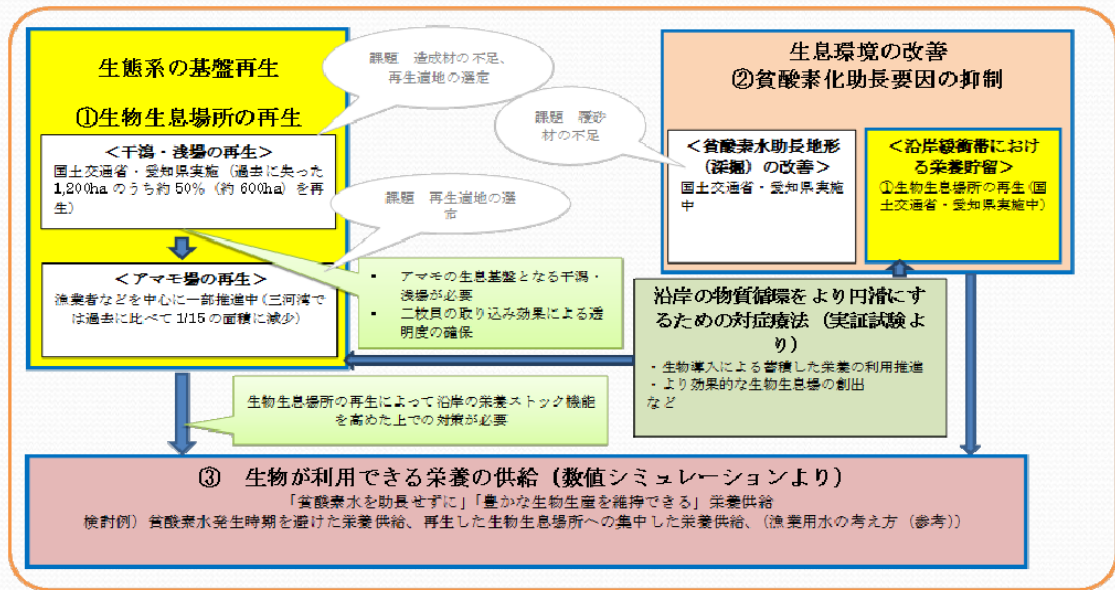 生態系の基盤再生
①生物生息場所の再生
課題　造成材の不足、
再生適地の選定
<干潟・浅場の再生>
国土交通省・愛知県実施（過去に失った
1,200haのうち約50%（約600ha）を再
生）
課題　再生適地の選
定
<アマモ場の再生>
漁業者などを中心に一部推進中（三河湾で
は過去に比べて1/15の面積に減少）
▪ アマモの生息基盤となる干潟・
浅場が必要
▪ 二枚貝の取り込み効果による透
明度の確保
生息環境の改善
②貧酸素化助長要因の抑制
課題　覆砂
材の不足
<貧酸素水助長地形
（深掘）の改善>
国土交通省・愛知県実施
中
<沿岸緩衝帯におけ
る栄養貯留>
①生物生息場所の再生（国
土交通省・愛知県実施中）
沿岸の物質循環をより円滑にするための対症療法（実証試験よ
り）
・生物導入による蓄積した栄養の利用推進
・より効果的な生物生息場の創出
など
生物生息場所の再生によって沿岸の栄養ストック機能
を高めた上での対策が必要
③　生物が利用できる栄養の供給（数値シミュレーションより）
「貧酸素水を助長せずに」「豊かな生物生産を維持できる」栄養供給
検討例）貧酸素水発生時期を避けた栄養供給、再生した生物生息場所への集中した栄養供給、（漁業用水の考え方（参考））